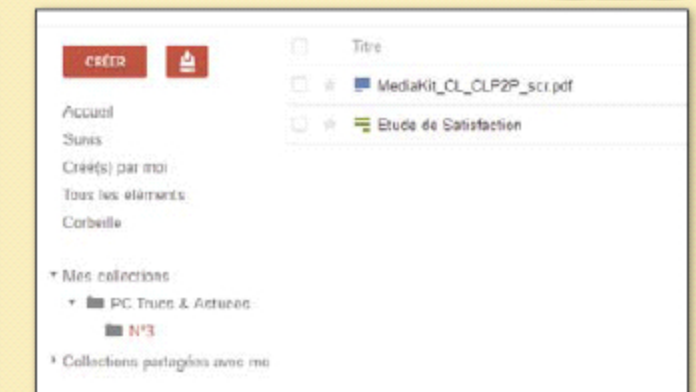 CRÉER
Accueil
Suivis
Créé(s) par moi
Tous les éléments
Corbeille
Mes collections
PC Trucs & Astuces
N°3
Collections partagées avec mo
Titre
MediaKit_CL_CLP2P_scr.pdf
Etude de Satisfaction